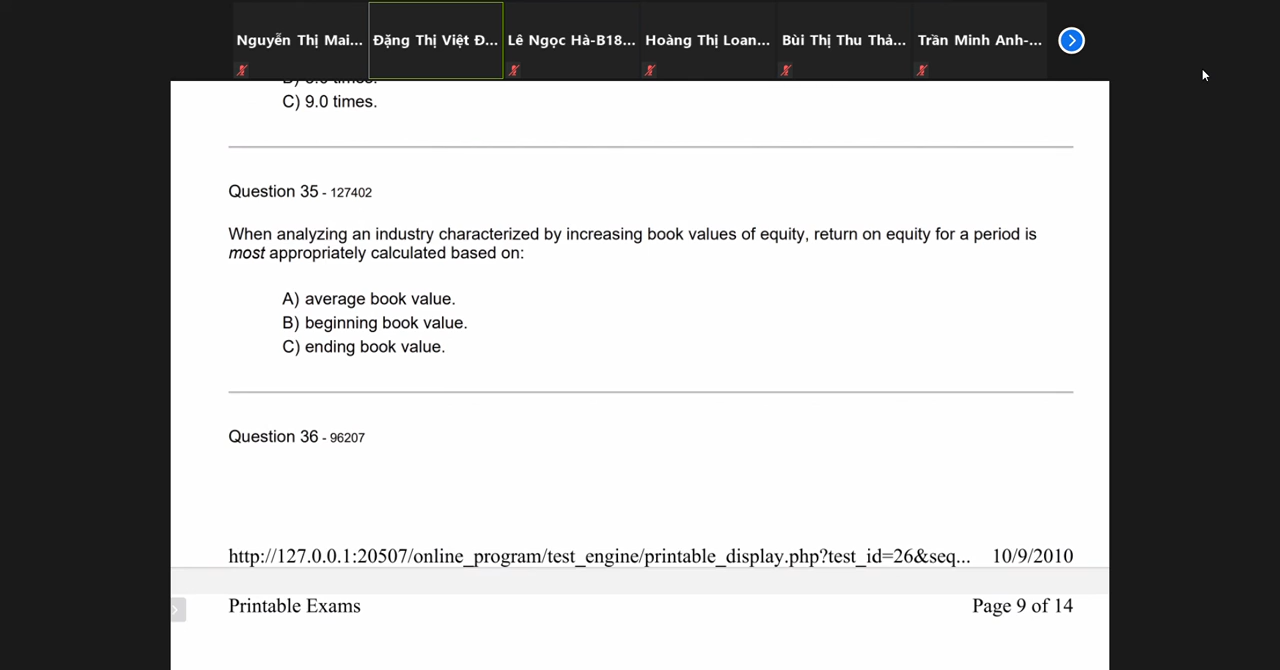 Nguyễn Thị Mai...
Đặng Thị Việt Đ...
Lê Ngọc Hà-B18...
Hoàng Thị Loan...
Bùi Thị Thu Thả...
Trần Minh Anh-...
C) 9.0 times.
Question 35 - 127402
When analyzing an industry characterized by increasing book values of equity, return on equity for a period is
most appropriately calculated based on:
A) average book value.
B) beginning book value.
C) ending book value.
Question 36 - 96207
http://127.0.0.1:20507/online_program/test_engine/printable_display.php?test_id=26&seq... 10/9/2010
Printable Exams Page 9 of 14